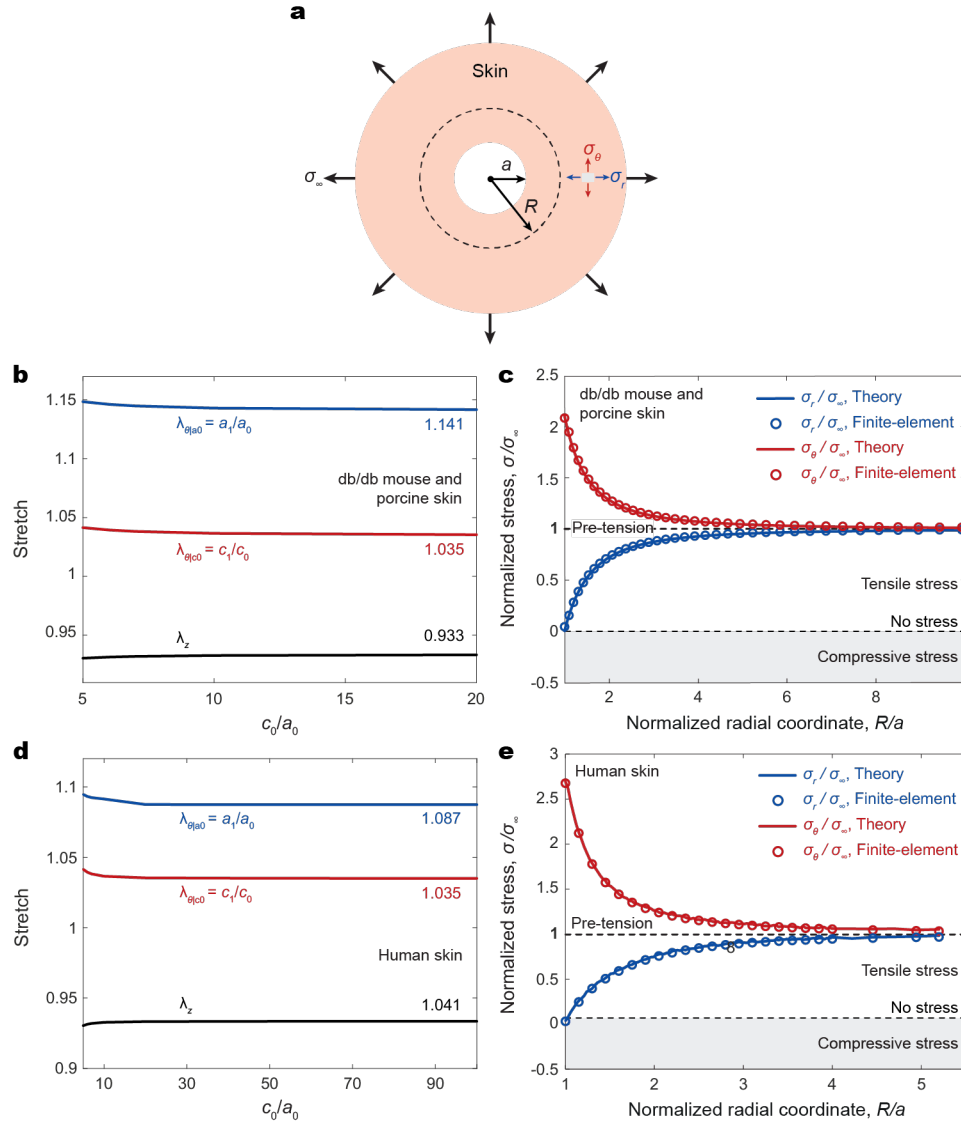 a
Skin
a
R
σθ
σr
σ∞
b
1.15
1.1
1.05
1
0.95
Stretch
λθ|a0 = a1/a0
1.141
db/db mouse and
porcine skin
λθ|c0 = c1/c0
1.035
λz
0.933
5
10
15
20
c0/a0
c
2.5
2
1.5
1
0.5
0
-0.5
Normalized stress, σ/σ∞
db/db mouse and
porcine skin
σr / σ∞, Theory
σr / σ∞, Finite-element
σθ / σ∞, Theory
σθ / σ∞, Finite-element
Pre-tension
Tensile stress
No stress
Compressive stress
2
4
6
8
Normalized radial coordinate, R/a
d
1.1
1.05
1
0.95
0.9
Stretch
λθ|a0 = a1/a0
1.087
λθ|c0 = c1/c0
1.035
Human skin
λz
1.041
10
30
50
70
90
c0/a0
e
3
2.5
2
1.5
1
0.5
0
-0.5
Normalized stress, σ/σ∞
Human skin
σr / σ∞, Theory
σr / σ∞, Finite-element
σθ / σ∞, Theory
σθ / σ∞, Finite-element
Pre-tension
Tensile stress
No stress
Compressive stress
1
2
3
4
5
Normalized radial coordinate, R/a